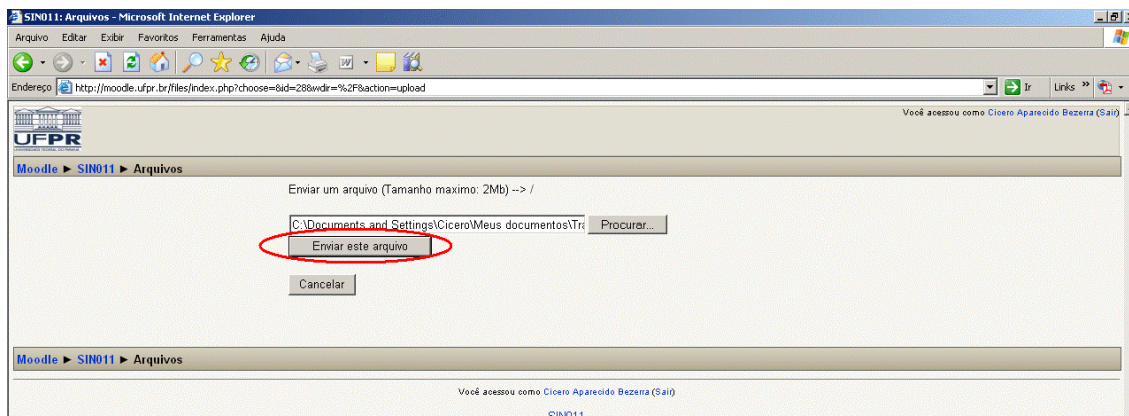 SIN011: Arquivos - Microsoft Internet Explorer
Arquivo Editar Exibir Favoritos Ferramentas Ajuda
Endereço http://moodle.ufpr.br/files/index.php?choose=&id=28&wdir=%2F&action=upload Ir Links »
UFPR
Você acessou como Cicero Aparecido Bezerra (Sair)
Moodle ► SIN011 ► Arquivos
Enviar um arquivo (Tamanho maximo: 2Mb) --> /
C:\Documents and Settings\Cicero\Meus documentos\Tra Procurar...
Enviar este arquivo
Cancelar
Moodle ► SIN011 ► Arquivos
Você acessou como Cicero Aparecido Bezerra (Sair)
SIN011